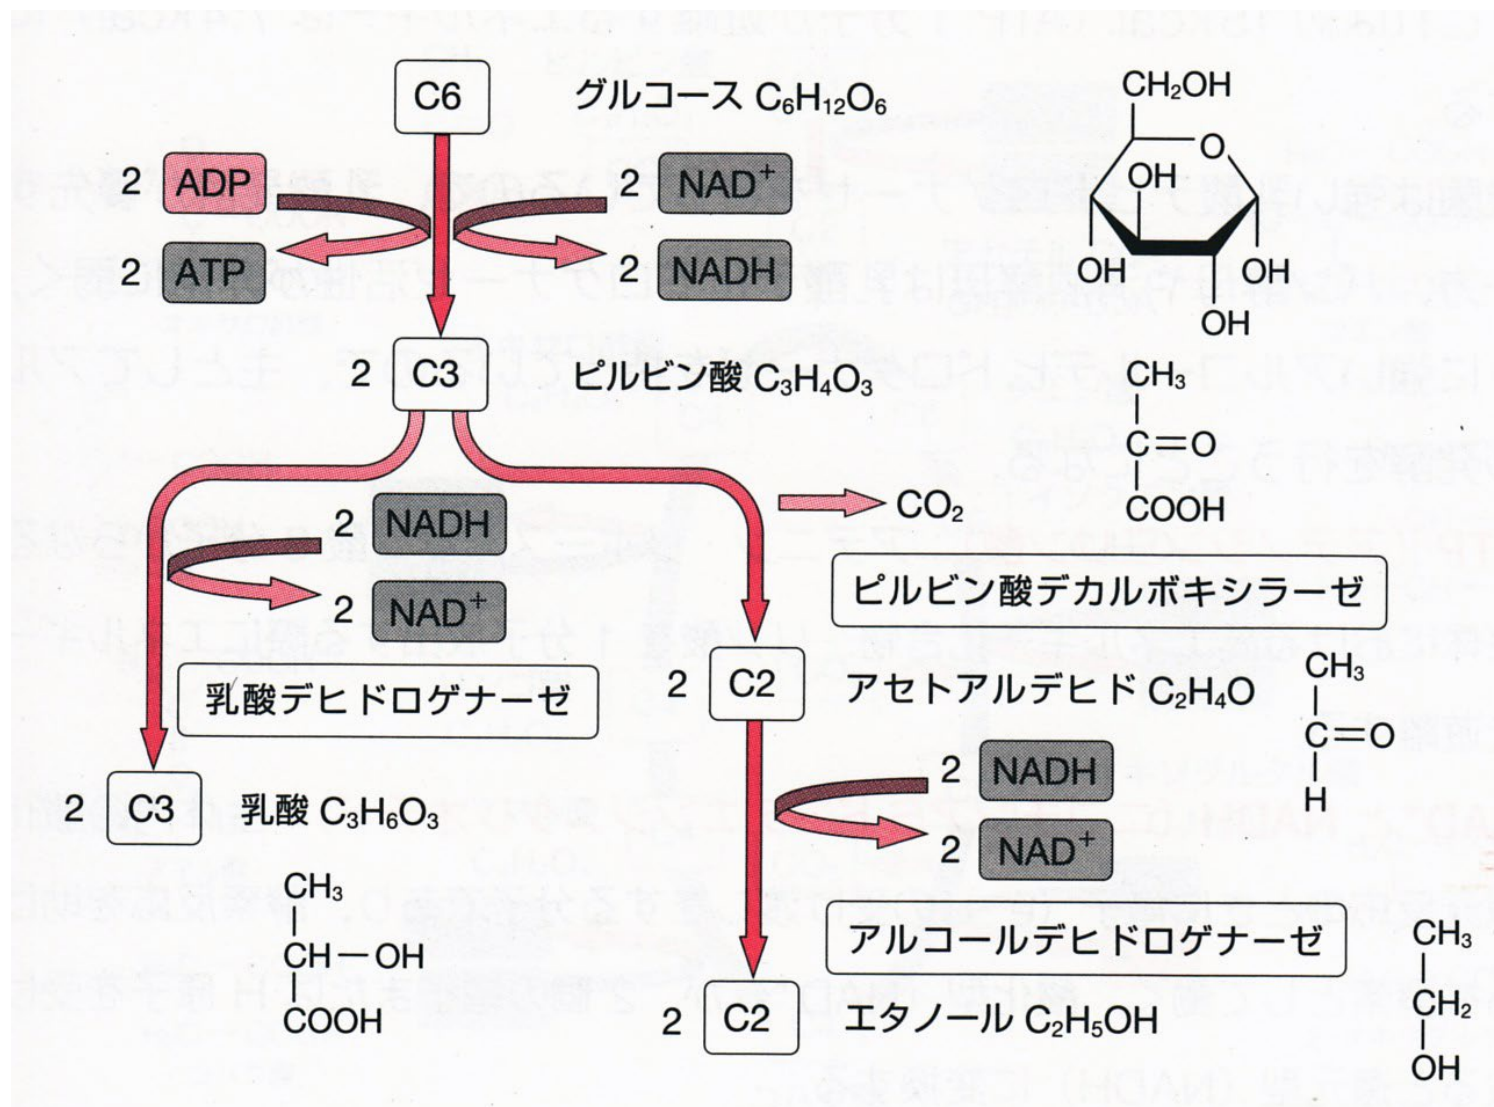 C6
グルコース C₆H₁₂O₆
CH₂OH
O
OH
OH
OH
OH
2 ADP
2 NAD⁺
2 ATP
2 NADH
2 C3
ピルビン酸 C₃H₄O₃
CH₃
C=O
COOH
CO₂
2 NADH
2 NAD⁺
ピルビン酸デカルボキシラーゼ
乳酸デヒドロゲナーゼ
2 C2
アセトアルデヒド C₂H₄O
CH₃
C=O
H
2 C3
乳酸 C₃H₆O₃
CH₃
CH－OH
COOH
2 NADH
2 NAD⁺
アルコールデヒドロゲナーゼ
2 C2
エタノール C₂H₅OH
CH₃
CH₂
OH